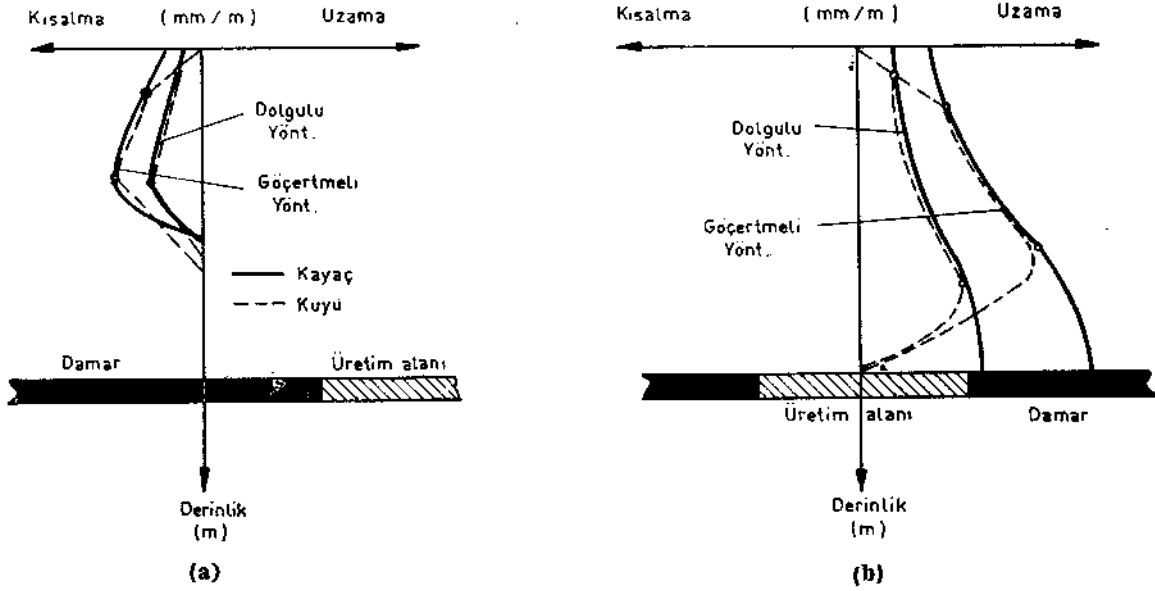 Kısalma (mm/m) Uzama
Dolgulu
Yönt.
Göçertmeli
Yönt.
Kayaç
Kuyu
Damar Üretim alanı
Derinlik
(m)
(a)
Kısalma (mm/m) Uzama
Dolgulu
Yönt.
Göçertmeli
Yönt.
Üretim alanı Damar
Derinlik
(m)
(b)